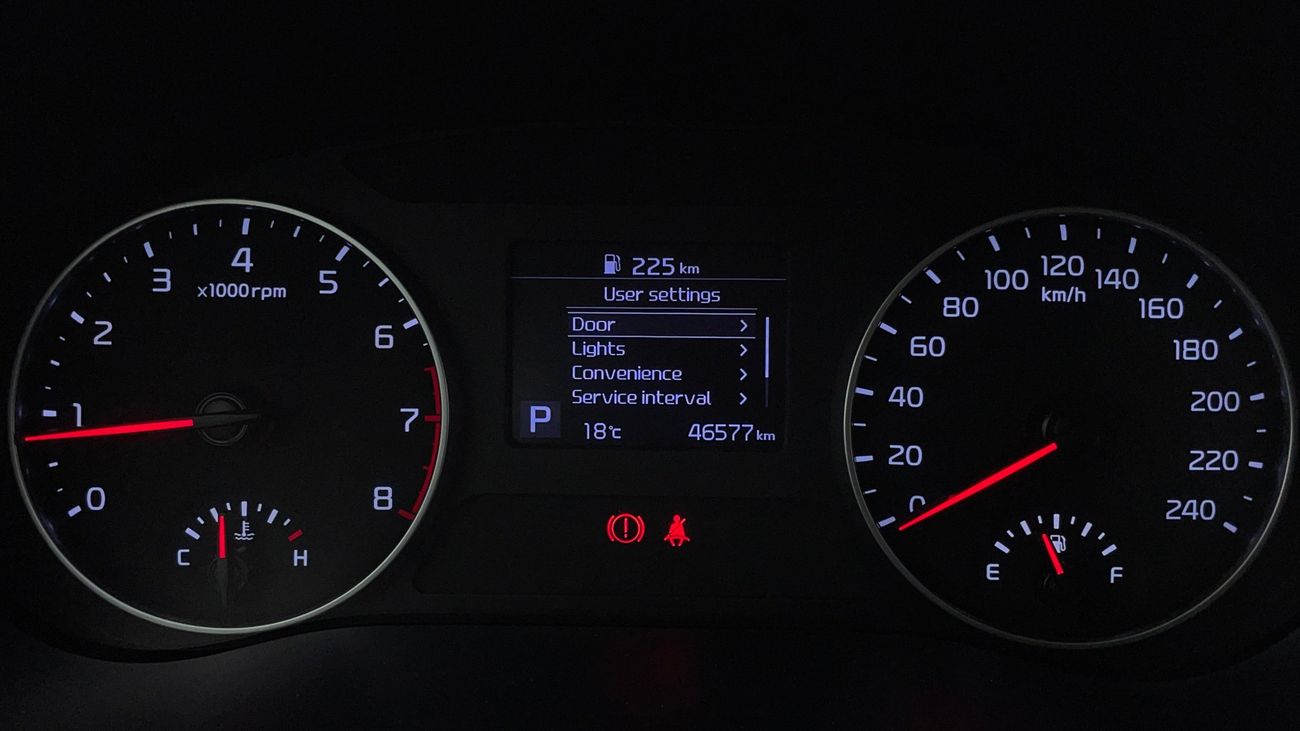 0 1 2 3 4 5 6 7 8
x1000rpm
C H
225 km
User settings
Door >
Lights >
Convenience >
Service interval >
P 18°C 46577 km
0 20 40 60 80 100 120 140 160 180 200 220 240
km/h
E F